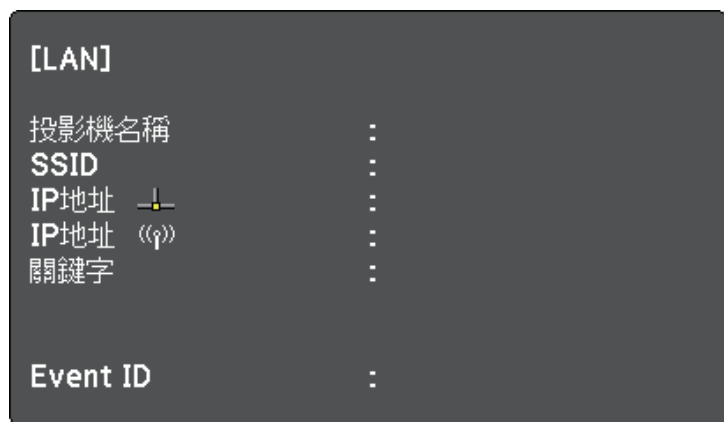 [LAN]
投影機名稱 :
SSID :
IP地址 :
IP地址 :
關鍵字 :
Event ID :